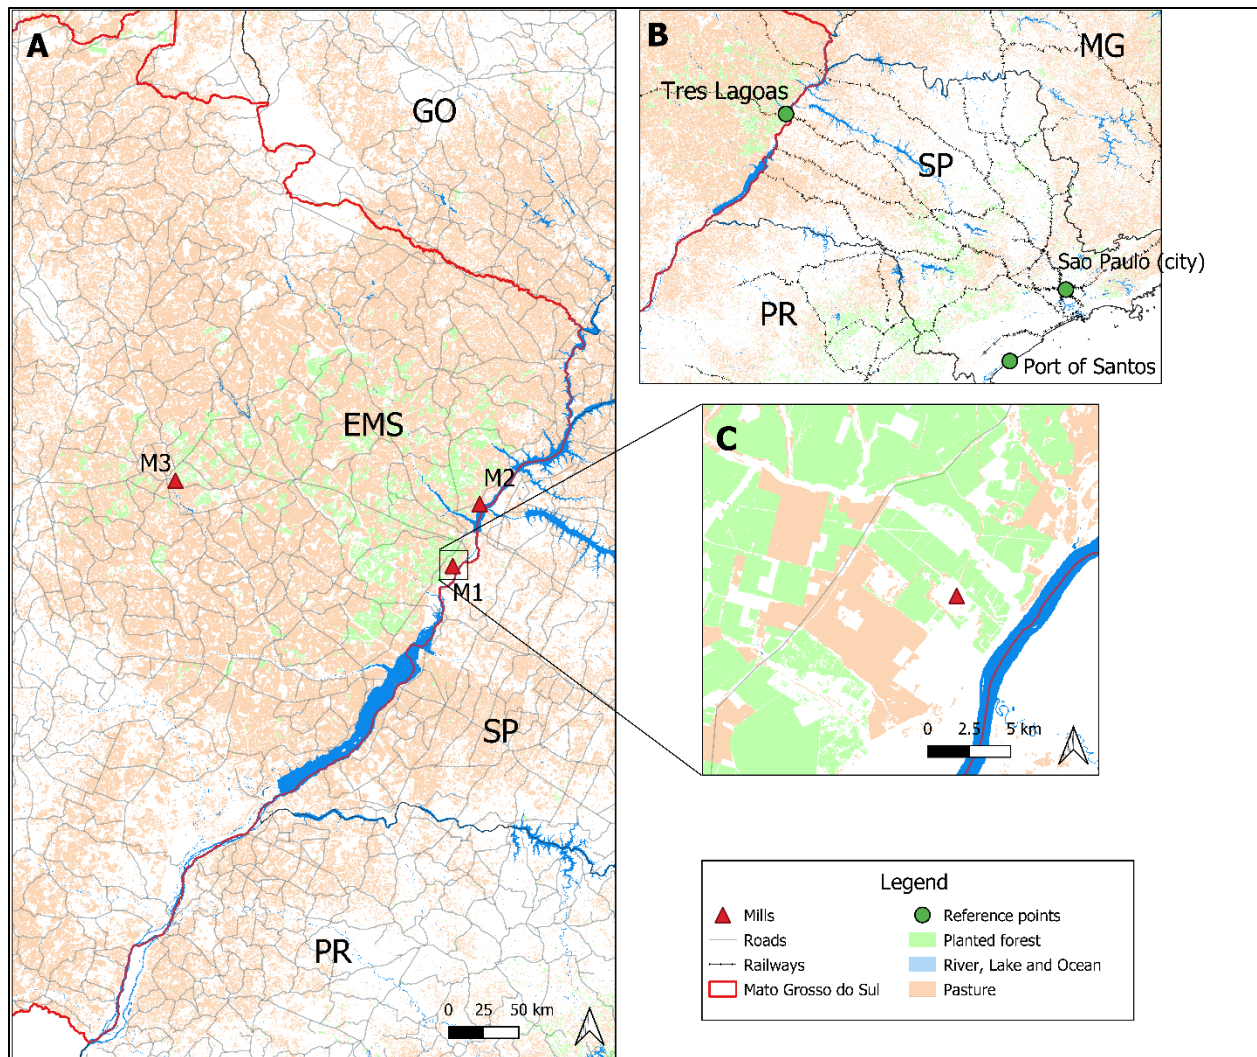 A
GO
EMS
M3
M2
M1
SP
PR
0 25 50 km
B
MG
Tres Lagoas
SP
Sao Paulo (city)
PR
Port of Santos
C
0 2.5 5 km
Legend
Mills
Roads
Railways
Mato Grosso do Sul
Reference points
Planted forest
River, Lake and Ocean
Pasture